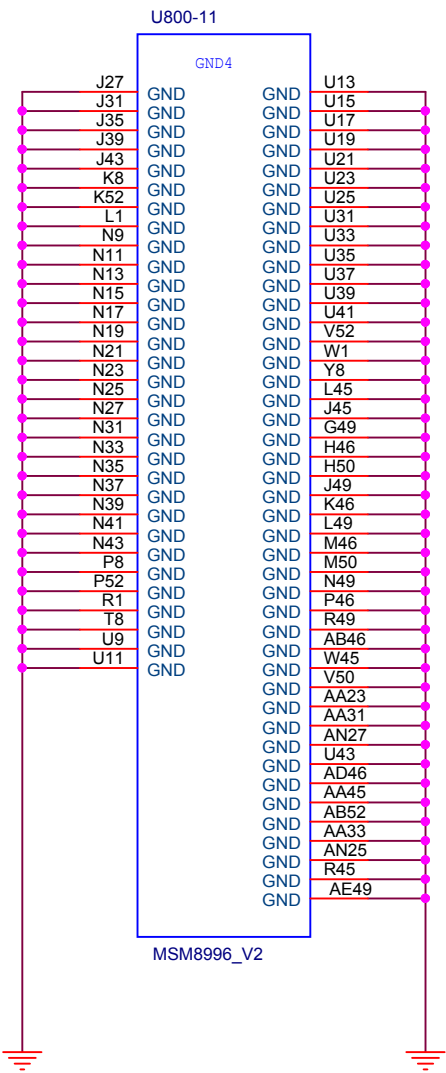 U800-11
GND4
J27 GND GND U13
J31 GND GND U15
J35 GND GND U17
J39 GND GND U19
J43 GND GND U21
K8 GND GND U23
K52 GND GND U25
L1 GND GND U31
N9 GND GND U33
N11 GND GND U35
N13 GND GND U37
N15 GND GND U39
N17 GND GND U41
N19 GND GND V52
N21 GND GND W1
N23 GND GND Y8
N25 GND GND L45
N27 GND GND J45
N31 GND GND G49
N33 GND GND H46
N35 GND GND H50
N37 GND GND J49
N39 GND GND K46
N41 GND GND L49
N43 GND GND M46
P8 GND GND M50
P52 GND GND N49
R1 GND GND P46
T8 GND GND R49
U9 GND GND AB46
U11 GND GND W45
GND V50
GND AA23
GND AA31
GND AN27
GND U43
GND AD46
GND AA45
GND AB52
GND AA33
GND AN25
GND R45
GND AE49
MSM8996_V2